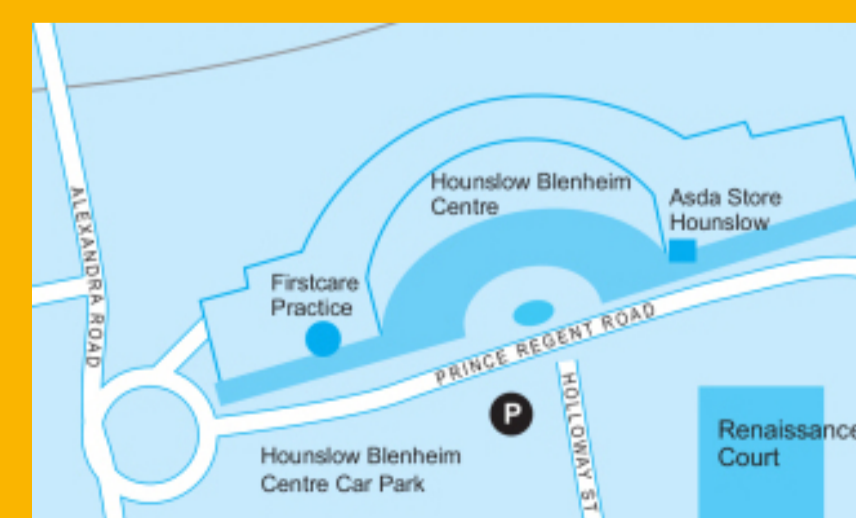 Hounslow Blenheim
Centre
Asda Store
Hounslow
ALEXANDRA ROAD
Firstcare
Practice
PRINCE REGENT ROAD
P
HOLLOWAY ST
Renaissance
Court
Hounslow Blenheim
Centre Car Park